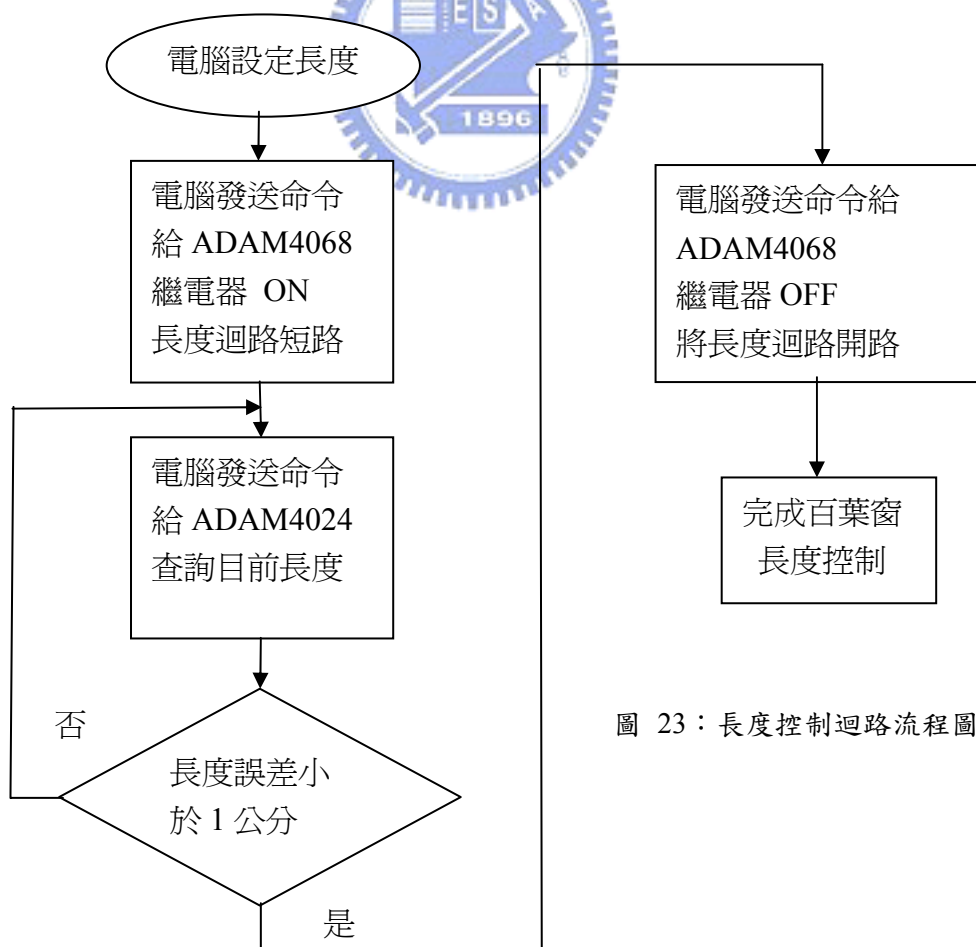 電腦設定長度
電腦發送命令
給 ADAM4068
繼電器 ON
長度迴路短路
電腦發送命令
給 ADAM4024
查詢目前長度
否
長度誤差小
於 1 公分
是
ES
A
1896
電腦發送命令給
ADAM4068
繼電器 OFF
將長度迴路開路
完成百葉窗
長度控制
圖 23：長度控制迴路流程圖